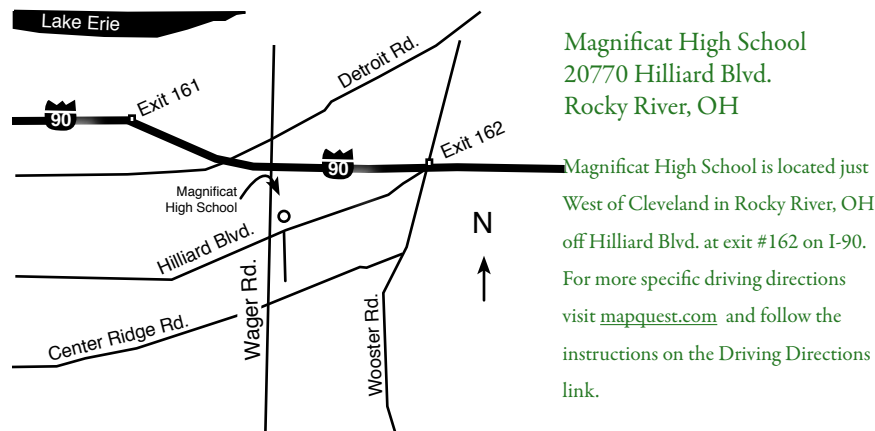 Lake Erie
Detroit Rd.
Exit 161
90
Exit 162
90
Magnificat
High School
N
Hilliard Blvd.
Wager Rd.
Center Ridge Rd.
Wooster Rd.
Magnificat High School
20770 Hilliard Blvd.
Rocky River, OH
Magnificat High School is located just
West of Cleveland in Rocky River, OH
off Hilliard Blvd. at exit #162 on I-90.
For more specific driving directions
visit mapquest.com and follow the
instructions on the Driving Directions
link.